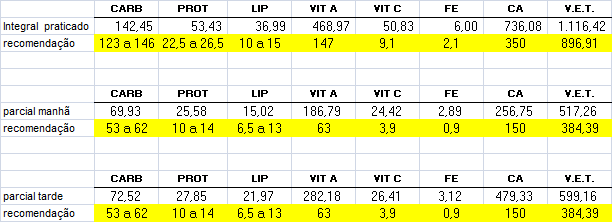 CARB PROT LIP VIT A VIT C FE CA V.E.T.
Integral praticado 142,45 53,43 36,99 468,97 50,83 6,00 736,08 1.116,42
recomendação 123 a 146 22,5 a 26,5 10 a 15 147 9,1 2,1 350 896,91
CARB PROT LIP VIT A VIT C FE CA V.E.T.
parcial manhã 69,93 25,58 15,02 186,79 24,42 2,89 256,75 517,26
recomendação 53 a 62 10 a 14 6,5 a 13 63 3,9 0,9 150 384,39
CARB PROT LIP VIT A VIT C FE CA V.E.T.
parcial tarde 72,52 27,85 21,97 282,18 26,41 3,12 479,33 599,16
recomendação 53 a 62 10 a 14 6,5 a 13 63 3,9 0,9 150 384,39